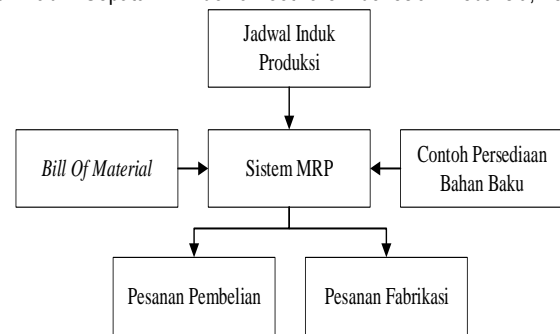 Jadwal Induk
Produksi
Bill Of Material
Sistem MRP
Contoh Persediaan
Bahan Baku
Pesanan Pembelian
Pesanan Fabrikasi